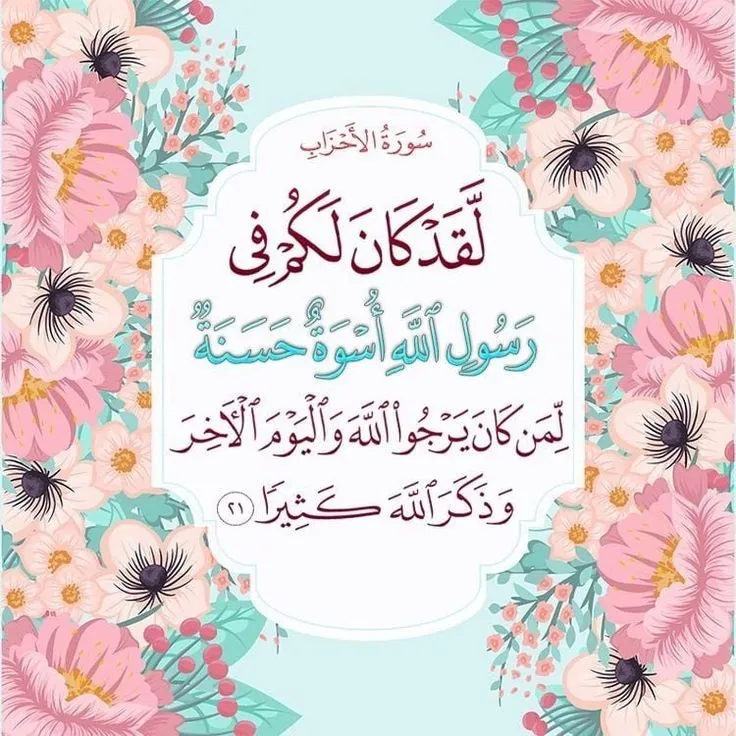 سُورَةُ الأَحْزَابِ
لَّقَدْ كَانَ لَكُمْ فِي
رَسُولِ ٱللَّهِ أُسْوَةٌ حَسَنَةٌ
لِّمَن كَانَ يَرْجُوا۟ ٱللَّهَ وَٱلْيَوْمَ ٱلْـَٔاخِرَ
وَذَكَرَ ٱللَّهَ كَثِيرًا ٢١